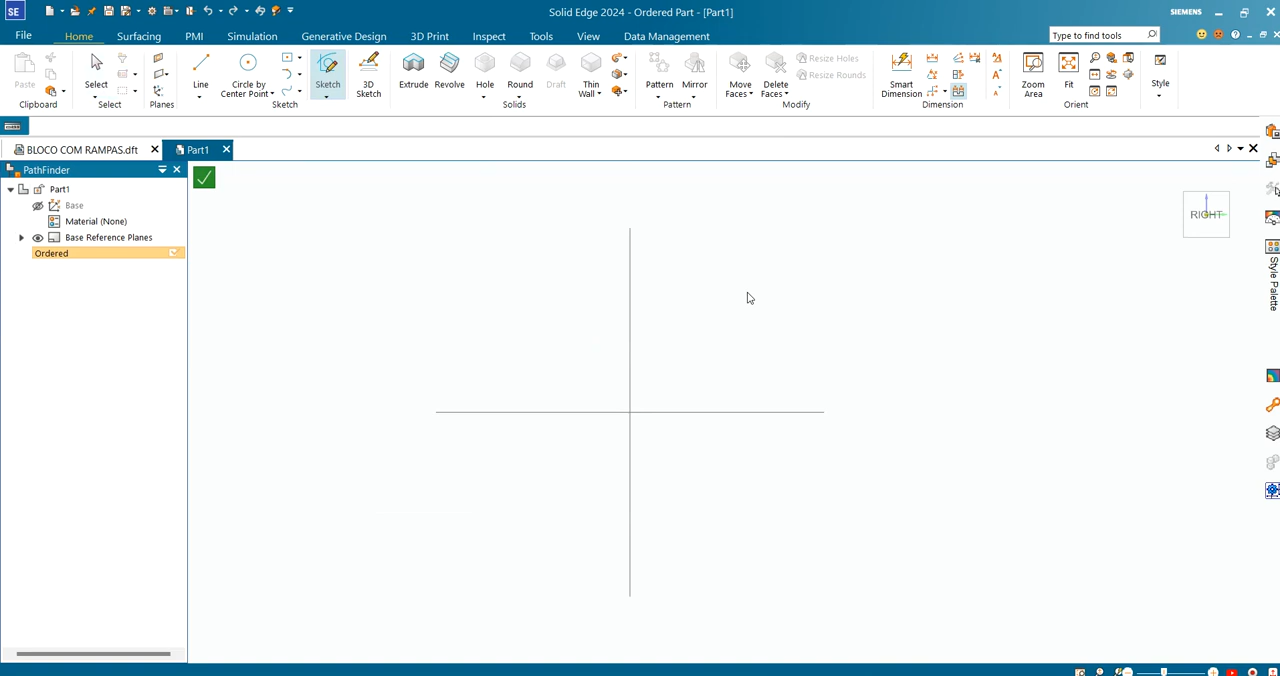 SE
Solid Edge 2024 - Ordered Part - [Part1]
SIEMENS
File
Home
Surfacing
PMI
Simulation
Generative Design
3D Print
Inspect
Tools
View
Data Management
Type to find tools
Paste
Clipboard
Select
Select
Planes
Line
Circle by
Center Point
Sketch
Sketch
3D
Sketch
Extrude
Revolve
Hole
Round
Draft
Thin
Wall
Solids
Pattern
Mirror
Pattern
Move
Faces
Delete
Faces
Resize Holes
Resize Rounds
Modify
Smart
Dimension
Dimension
Zoom
Area
Fit
Orient
Style
BLOCO COM RAMPAS.dft
Part1
PathFinder
Part1
Base
Material (None)
Base Reference Planes
Ordered
RIGHT
Style Palette